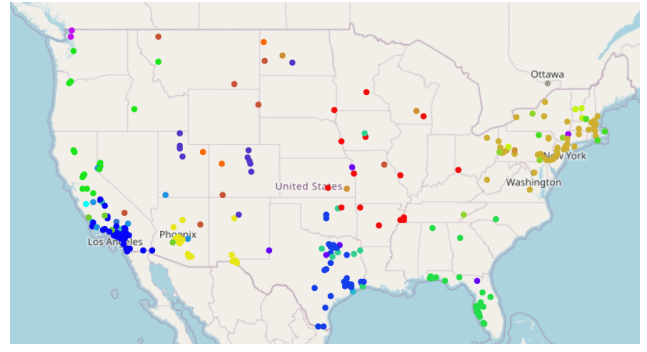 Ottawa
New York
Washington
United States
Phoenix
Los Angeles